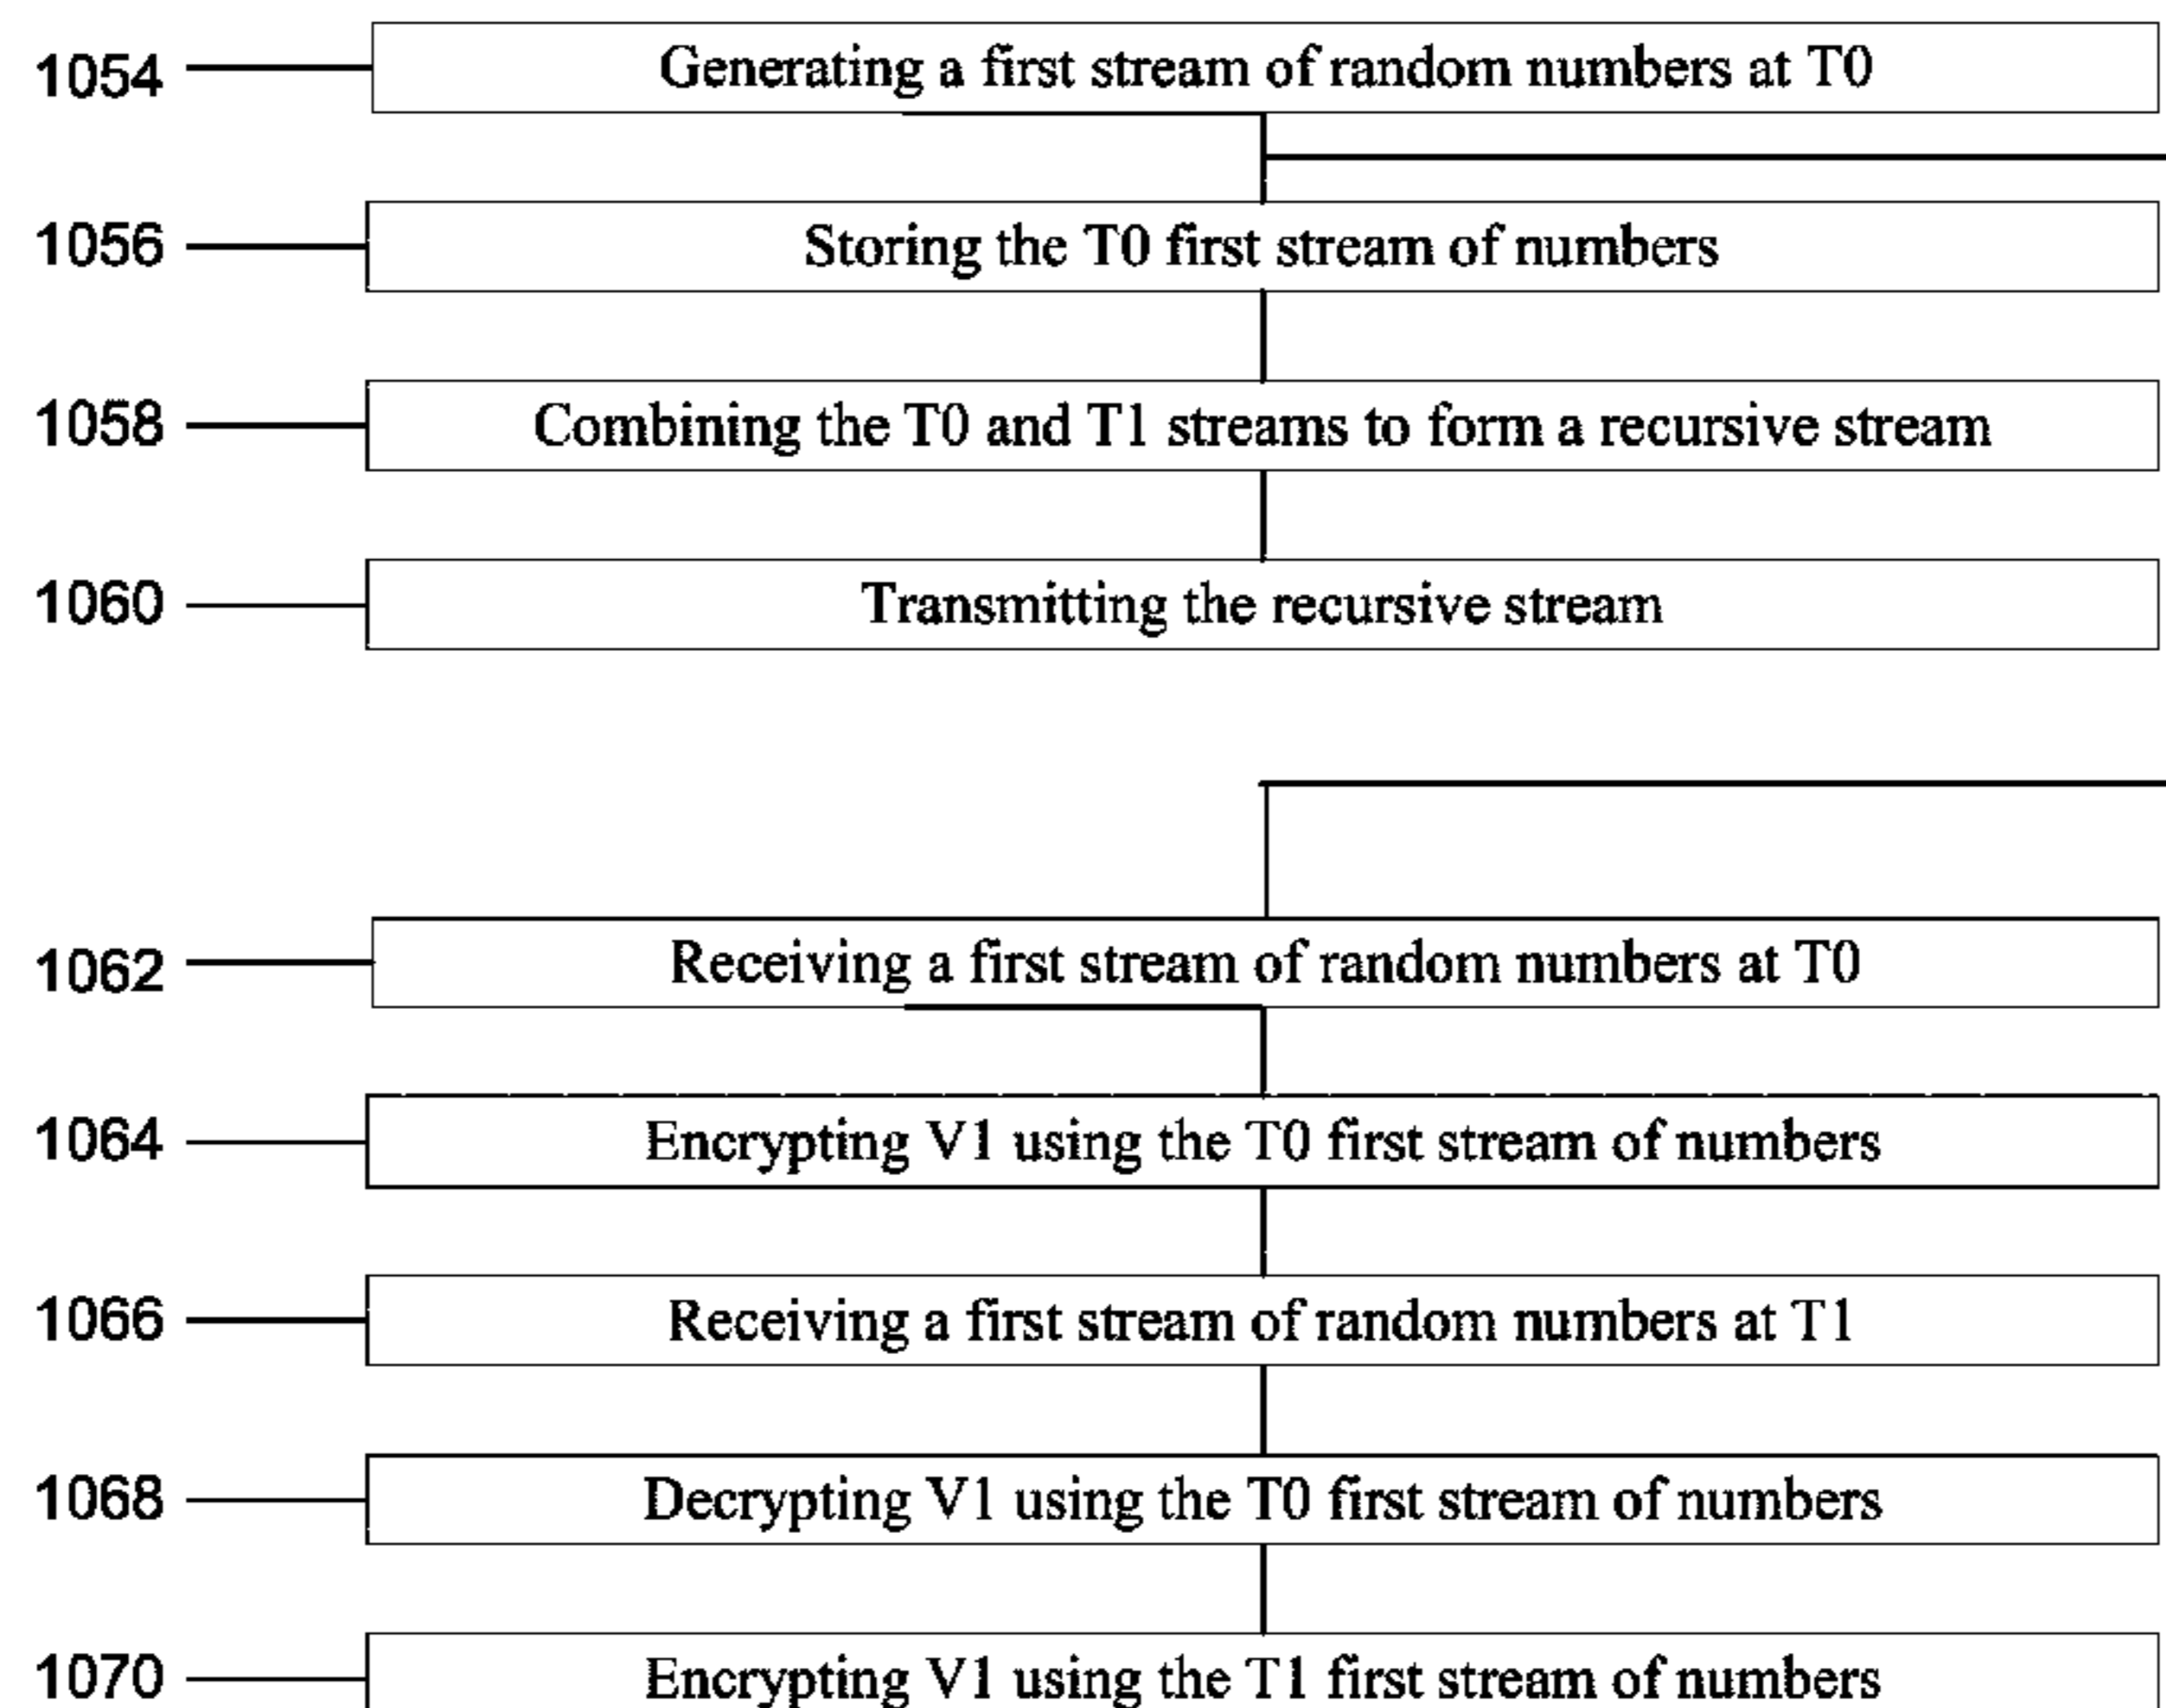 1054 Generating a first stream of random numbers at T0
1056 Storing the T0 first stream of numbers
1058 Combining the T0 and T1 streams to form a recursive stream
1060 Transmitting the recursive stream
1062 Receiving a first stream of random numbers at T0
1064 Encrypting V1 using the T0 first stream of numbers
1066 Receiving a first stream of random numbers at T1
1068 Decrypting V1 using the T0 first stream of numbers
1070 Encrypting V1 using the T1 first stream of numbers